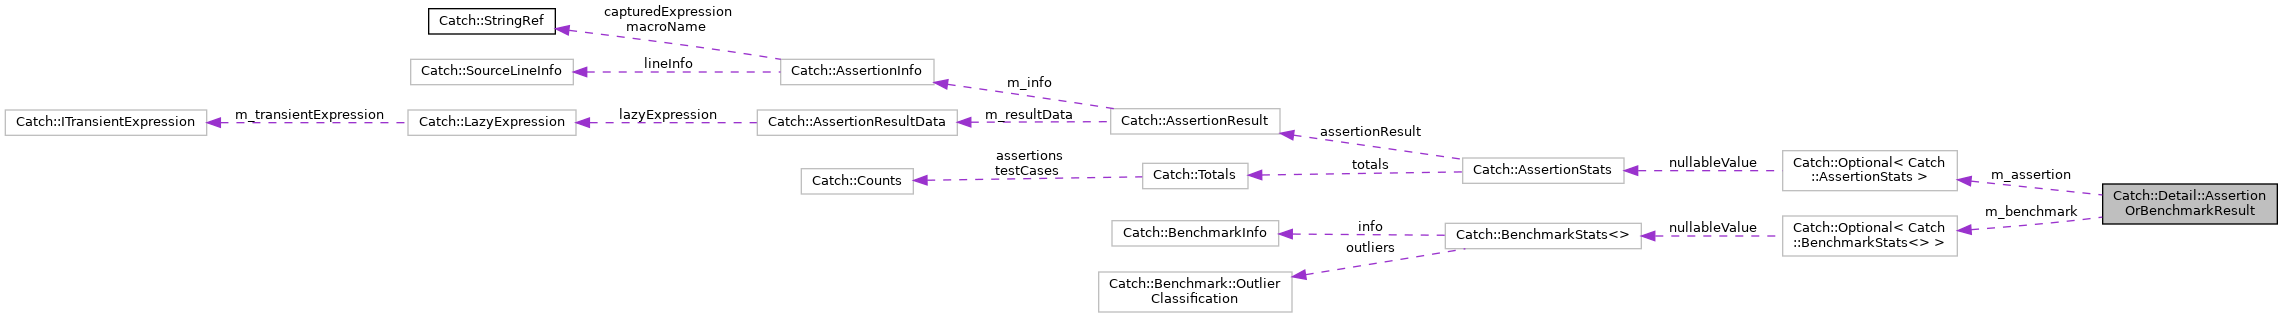 capturedExpression
macroName
Catch::StringRef
lineInfo
Catch::SourceLineInfo
Catch::AssertionInfo
m_info
m_transientExpression
lazyExpression
m_resultData
Catch::ITransientExpression
Catch::LazyExpression
Catch::AssertionResultData
Catch::AssertionResult
assertionResult
assertions
testCases
totals
nullableValue
Catch::Optional< Catch
::AssertionStats >
m_assertion
Catch::Counts
Catch::Totals
Catch::AssertionStats
Catch::Detail::Assertion
OrBenchmarkResult
m_benchmark
info
nullableValue
Catch::Optional< Catch
::BenchmarkStats<> >
Catch::BenchmarkInfo
Catch::BenchmarkStats<>
outliers
Catch::Benchmark::Outlier
Classification